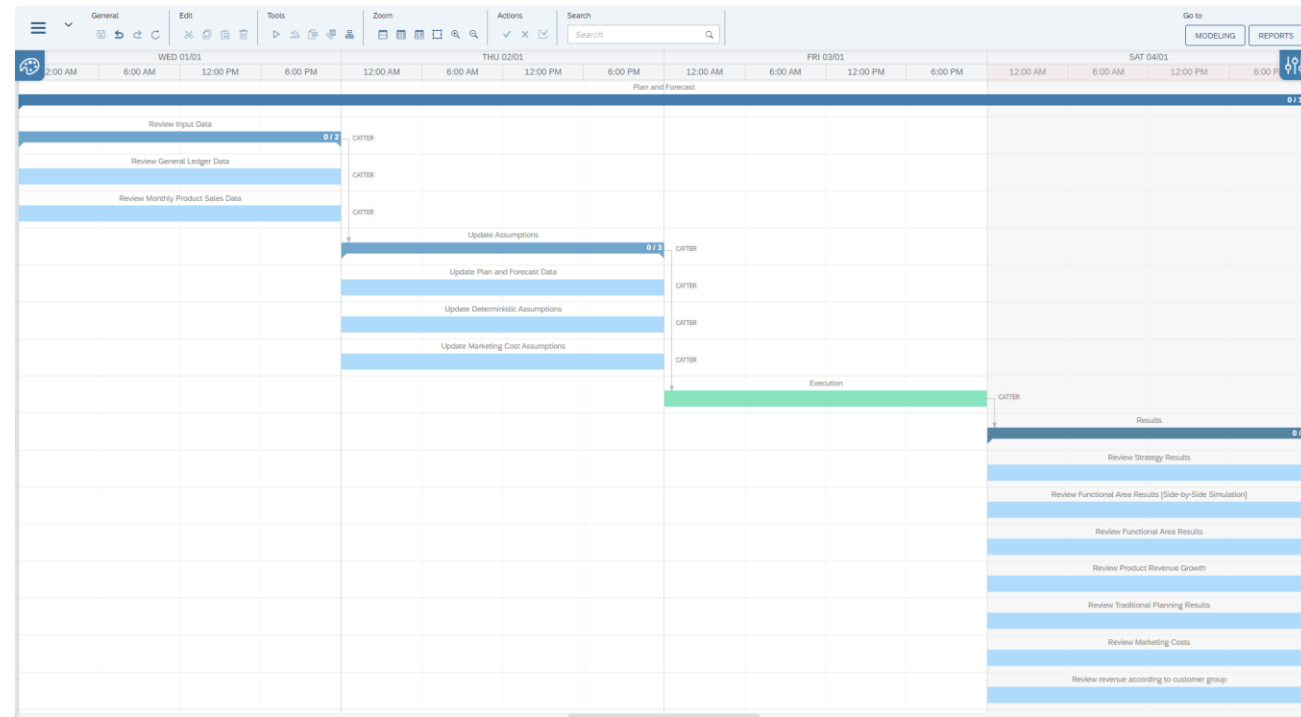 General Edit Tools Zoom Actions Search Go to
Search MODELING REPORTS
WED 01/01 THU 02/01 FRI 03/01 SAT 04/01
2:00 AM 6:00 AM 12:00 PM 6:00 PM 12:00 AM 6:00 AM 12:00 PM 6:00 PM 12:00 AM 6:00 AM 12:00 PM 6:00 PM 12:00 AM 6:00 AM 12:00 PM 6:00 P
Plan and Forecast
0 / 1
Review Input Data
0 / 2 CATTER
Review General Ledger Data
CATTER
Review Monthly Product Sales Data
CATTER
Update Assumptions
0 / 3 CATTER
Update Plan and Forecast Data
CATTER
Update Deterministic Assumptions
CATTER
Update Marketing Cost Assumptions
CATTER
Execution
CATTER
Results
0 /
Review Strategy Results
Review Functional Area Results [Side-by-Side Simulation]
Review Functional Area Results
Review Product Revenue Growth
Review Traditional Planning Results
Review Marketing Costs
Review revenue according to customer group